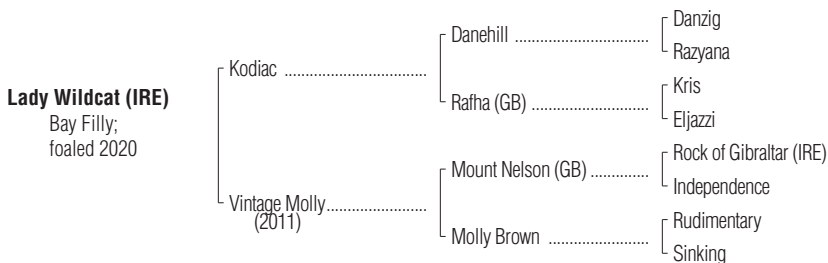 Lady Wildcat (IRE)
Bay Filly;
foaled 2020
Kodiac
Vintage Molly
(2011)
Danehill
Rafha (GB)
Mount Nelson (GB)
Molly Brown
Danzig
Razyana
Kris
Eljazzi
Rock of Gibraltar (IRE)
Independence
Rudimentary
Sinking